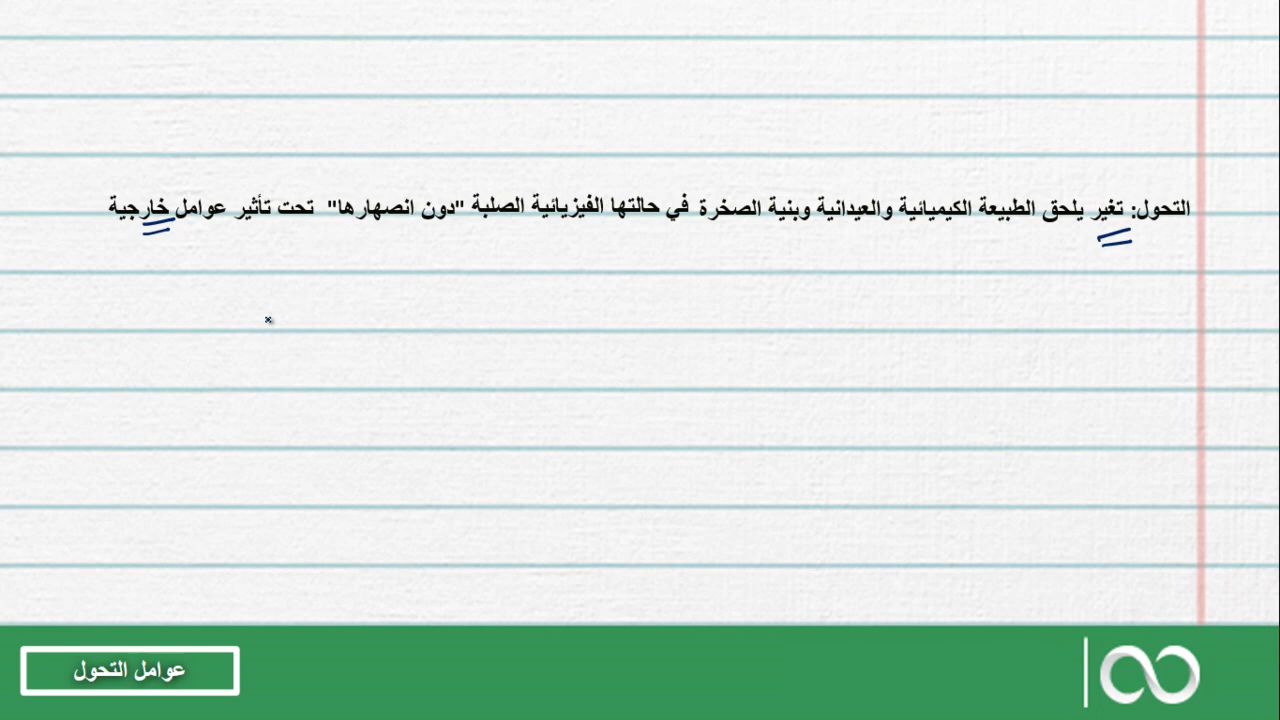 التحول: تغير يلحق الطبيعة الكيميائية والعيدانية وبنية الصخرة في حالتها الفيزيائية الصلبة "دون انصهارها" تحت تأثير عوامل خارجية
عوامل التحول